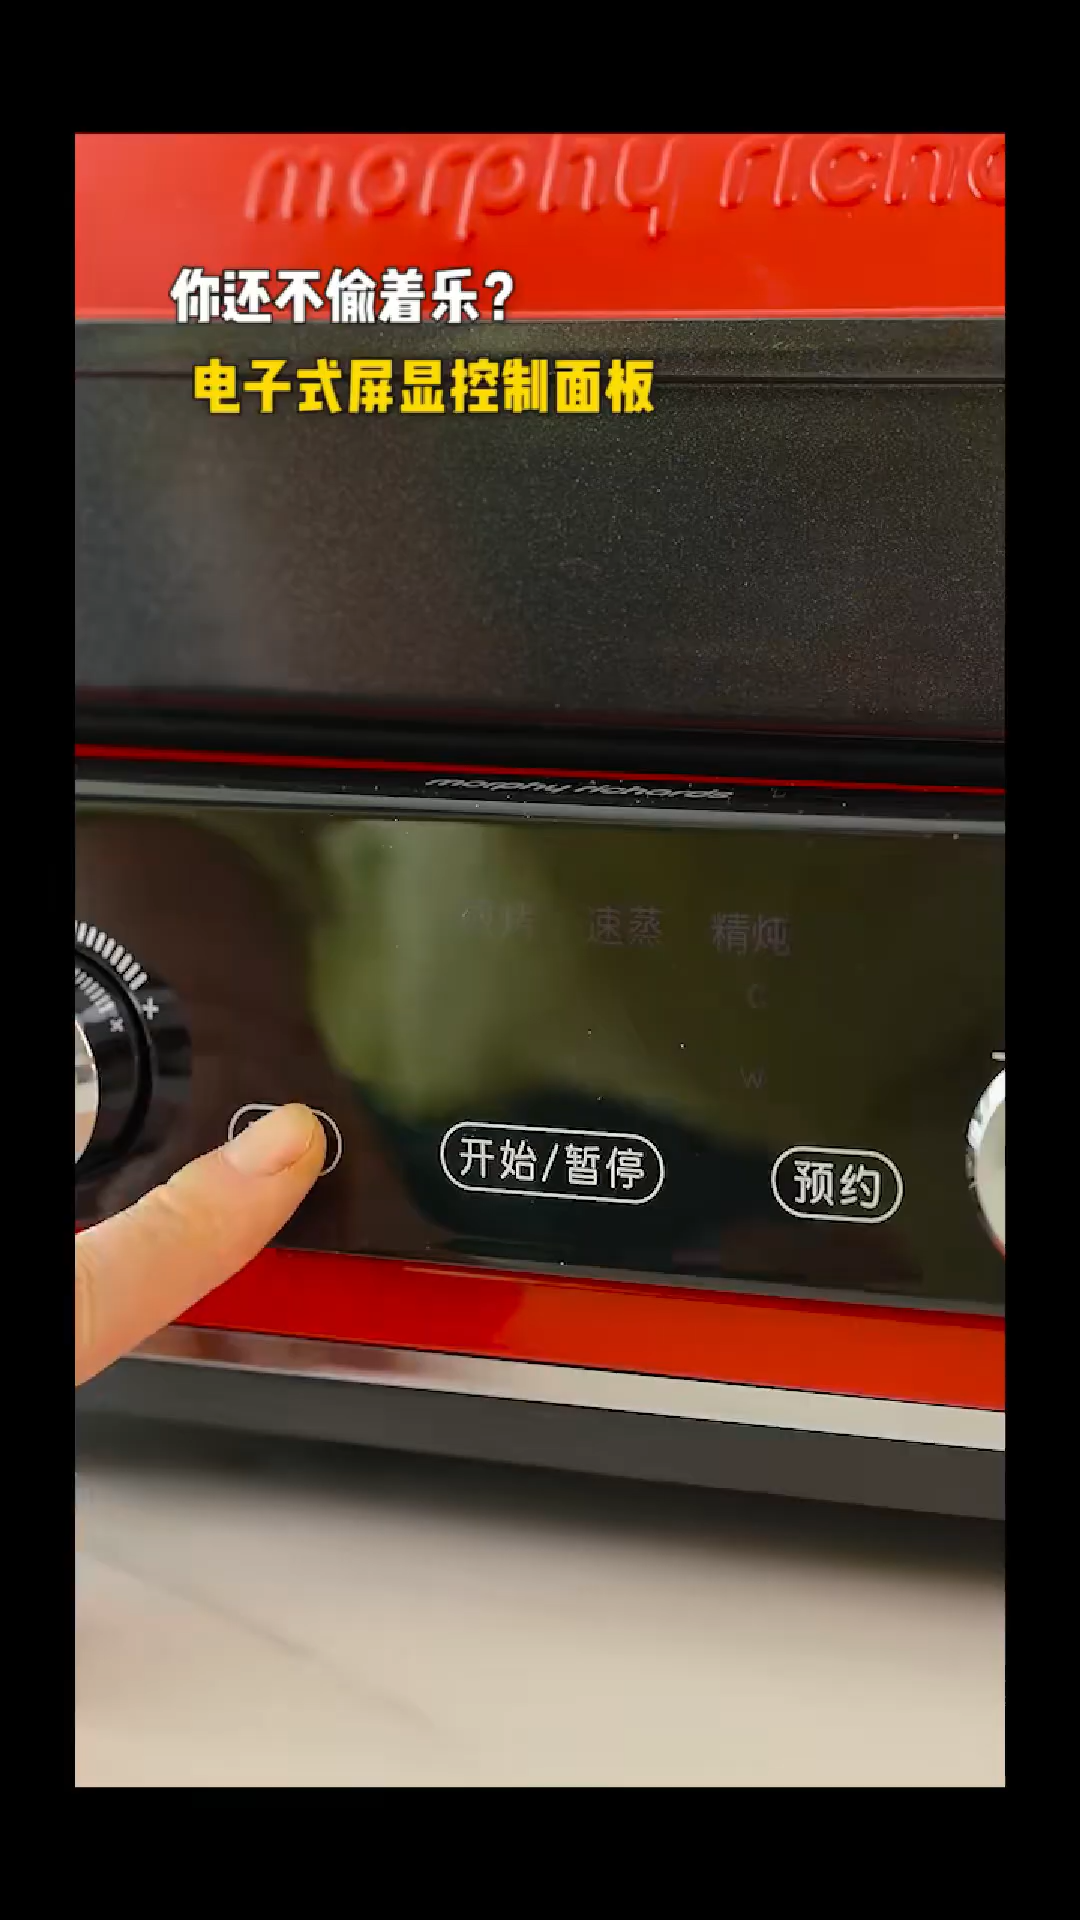 morphy richa
你还不偷着乐？
电子式屏显控制面板
morphy richards
速蒸 精炖
C
W
开始/暂停 预约